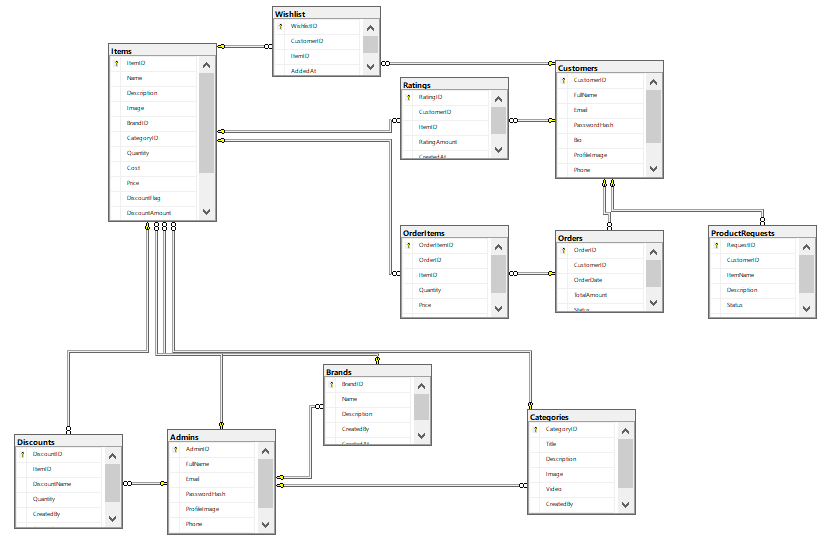 Wishlist
WishlistID
CustomerID
ItemID
AddedAt
Items
ItemID
Name
Description
Image
BrandID
CategoryID
Quantity
Cost
Price
DiscountFlag
DiscountAmount
Ratings
RatingID
CustomerID
ItemID
RatingAmount
CreatedAt
Customers
CustomerID
FullName
Email
PasswordHash
Bio
ProfileImage
Phone
OrderItems
OrderItemID
OrderID
ItemID
Quantity
Price
Orders
OrderID
CustomerID
OrderDate
TotalAmount
Status
ProductRequests
RequestID
CustomerID
ItemName
Description
Status
Brands
BrandID
Name
Description
CreatedBy
CreatedAt
Categories
CategoryID
Title
Description
Image
Video
CreatedBy
Discounts
DiscountID
ItemID
DiscountName
Quantity
CreatedBy
Admins
AdminID
FullName
Email
PasswordHash
ProfileImage
Phone